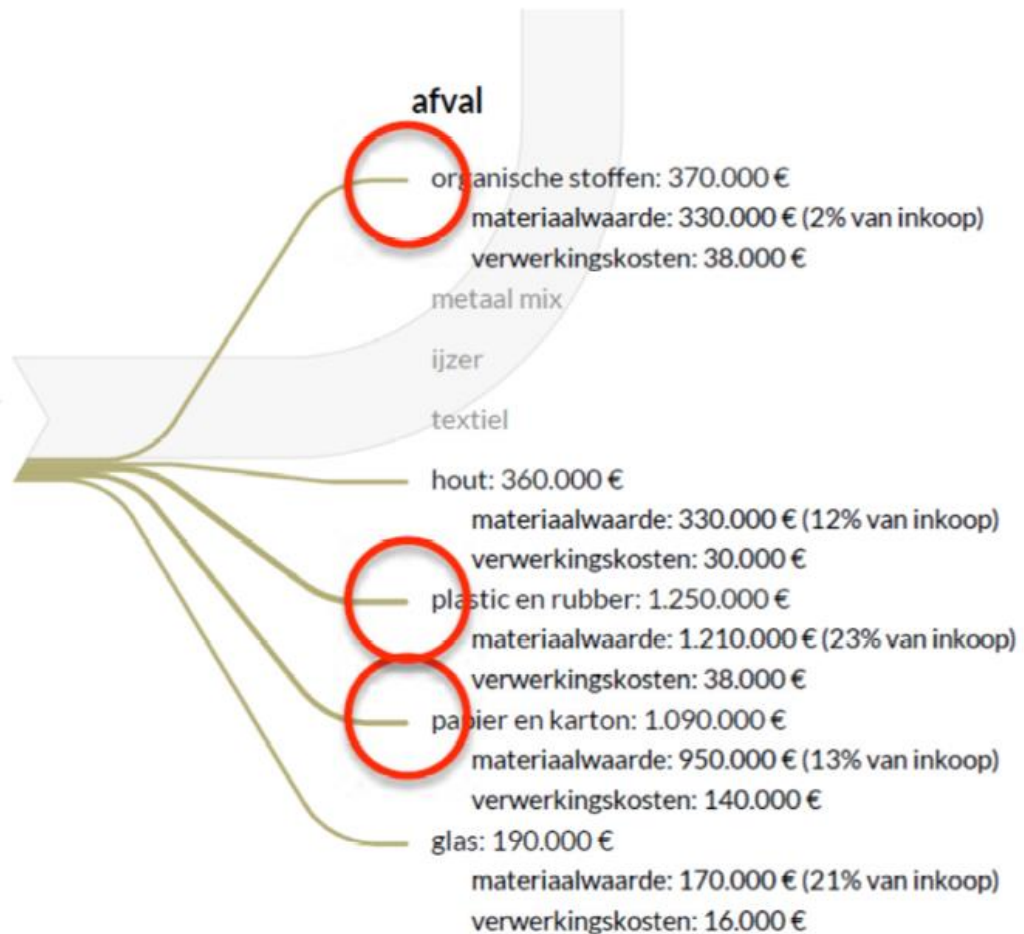 afval
organische stoffen: 370.000 €
materiaalwaarde: 330.000 € (2% van inkoop)
verwerkingskosten: 38.000 €
metaal mix
ijzer
textiel
hout: 360.000 €
materiaalwaarde: 330.000 € (12% van inkoop)
verwerkingskosten: 30.000 €
plastic en rubber: 1.250.000 €
materiaalwaarde: 1.210.000 € (23% van inkoop)
verwerkingskosten: 38.000 €
papier en karton: 1.090.000 €
materiaalwaarde: 950.000 € (13% van inkoop)
verwerkingskosten: 140.000 €
glas: 190.000 €
materiaalwaarde: 170.000 € (21% van inkoop)
verwerkingskosten: 16.000 €